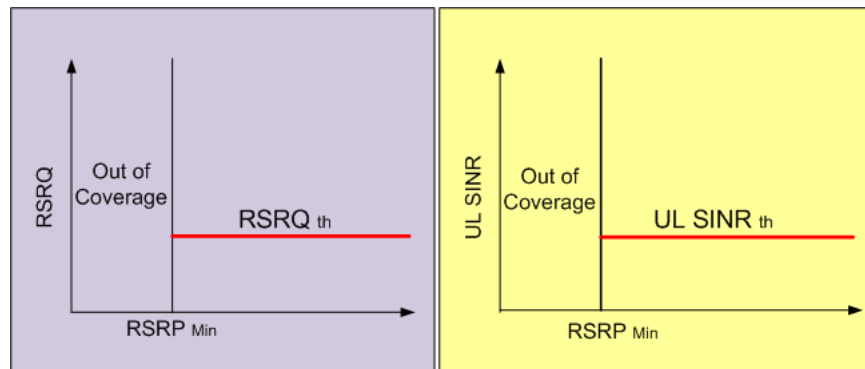 RSRQ
Out of
Coverage
RSRQ th
RSRP Min
UL SINR
Out of
Coverage
UL SINR th
RSRP Min